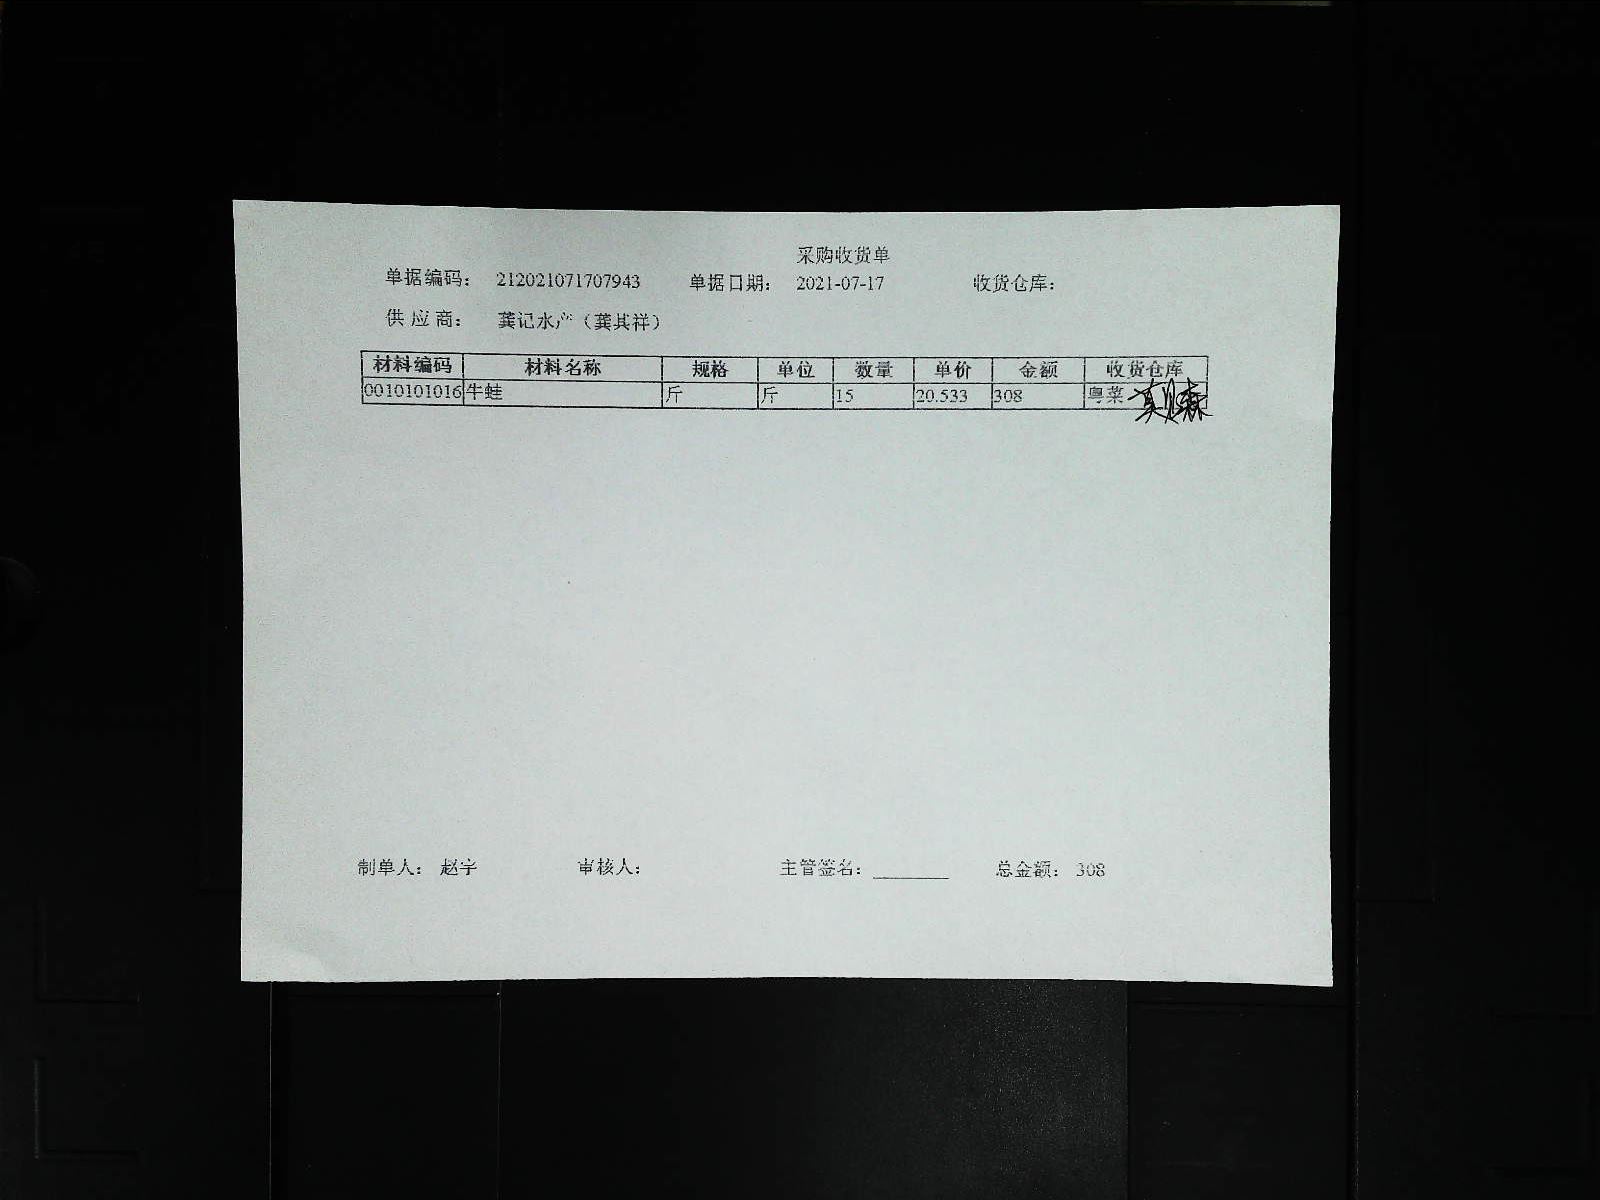 采购收货单
单据编码： 212021071707943 单据日期： 2021-07-17 收货仓库：
供应商： 龚记水产（龚其祥）
材料编码 材料名称 规格 单位 数量 单价 金额 收货仓库
0010101016 牛蛙 斤 斤 15 20.533 308 粤菜
制单人： 赵宇 审核人： 主管签名： ________ 总金额： 308